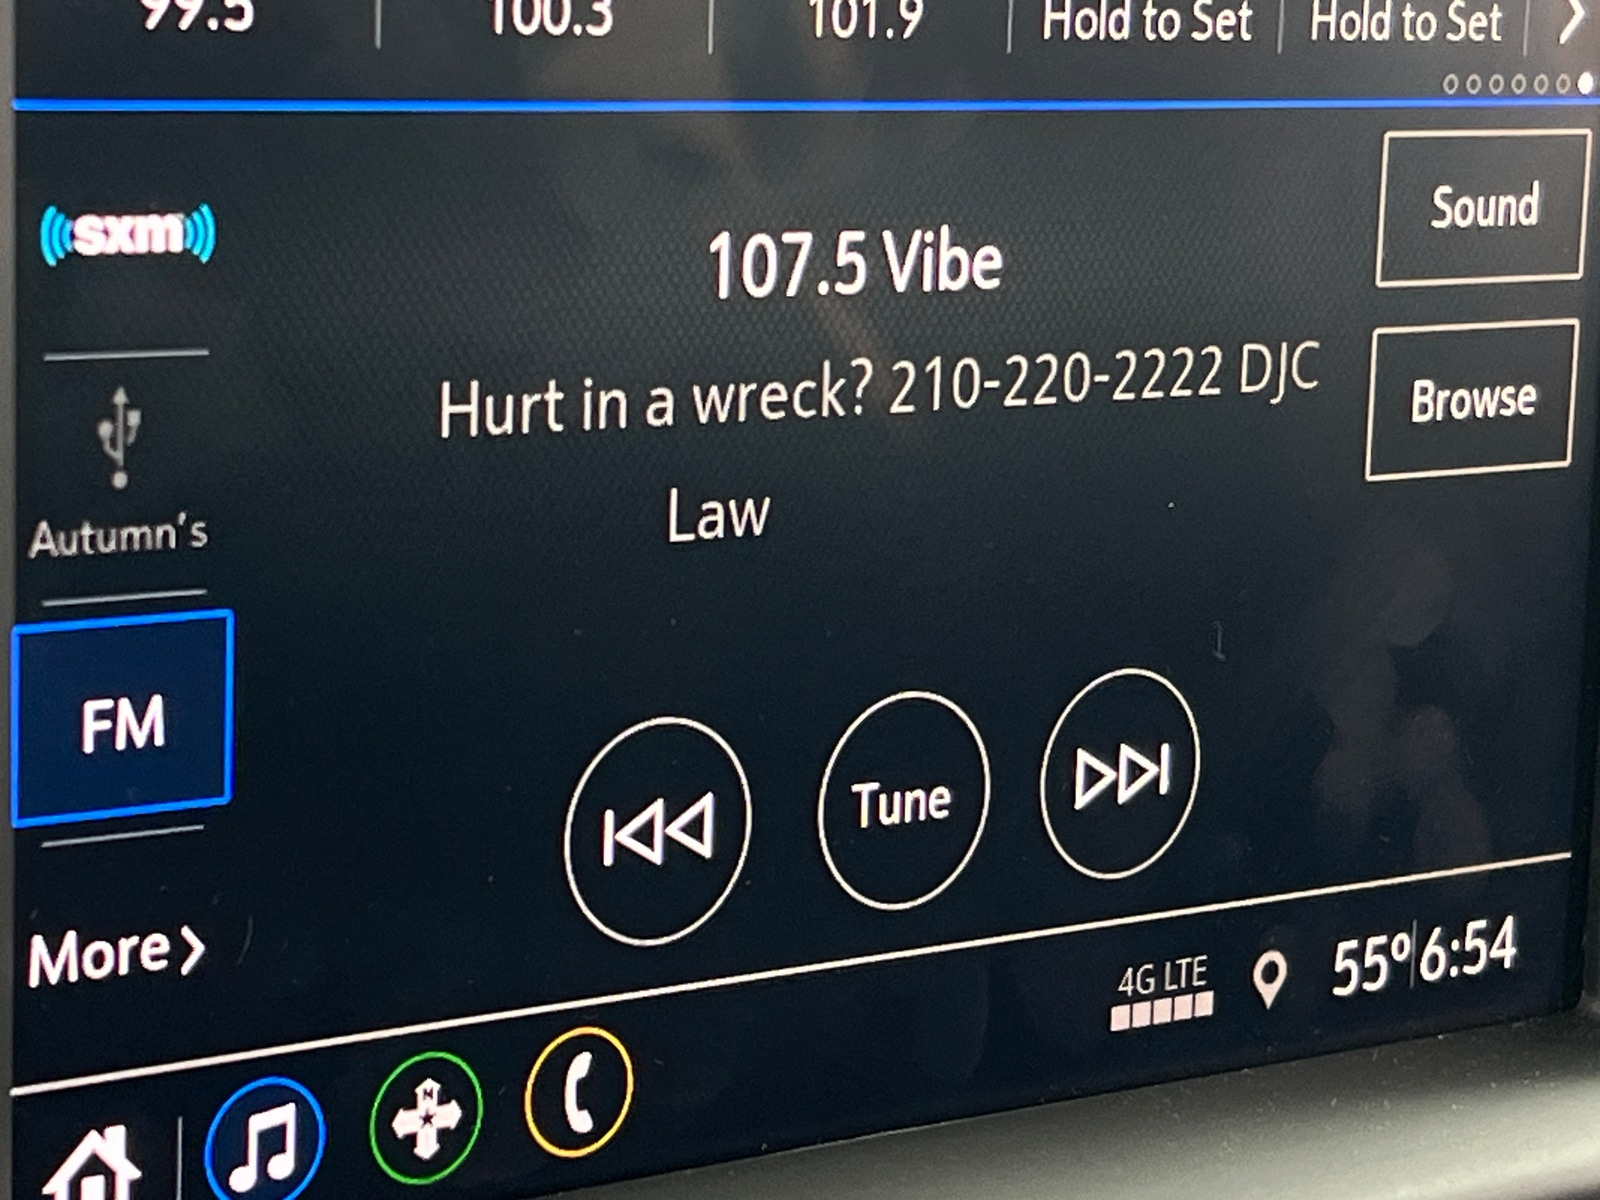 99.5 100.3 101.9 Hold to Set Hold to Set
sxm
Sound
107.5 Vibe
Hurt in a wreck? 210-220-2222 DJC
Law
Browse
Autumn's
FM
Tune
More
4G LTE
55° 6:54
N